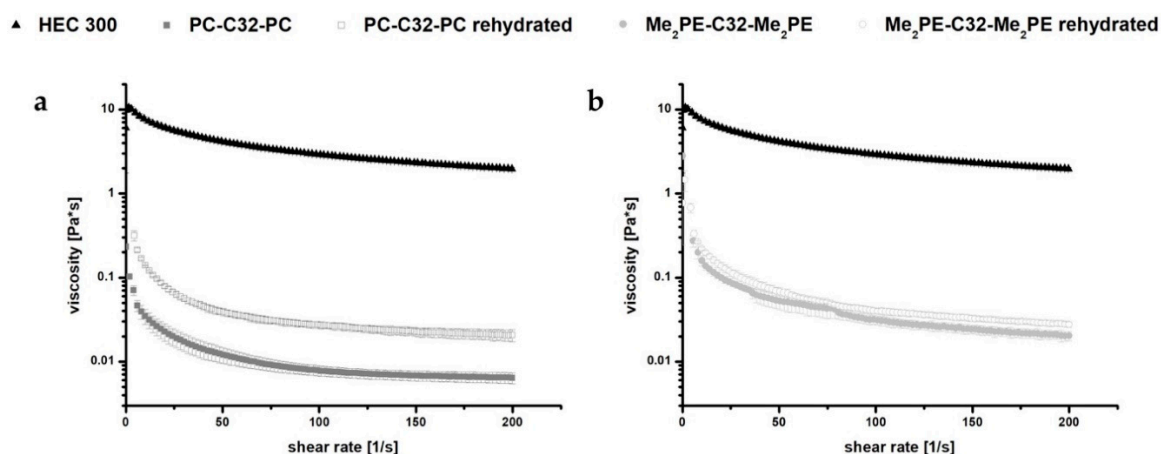 ▲ HEC 300 ■ PC-C32-PC □ PC-C32-PC rehydrated ● Me₂PE-C32-Me₂PE ○ Me₂PE-C32-Me₂PE rehydrated
a
10
1
0.1
0.01
viscosity [Pa*s]
0 50 100 150 200
shear rate [1/s]
b
10
1
0.1
0.01
viscosity [Pa*s]
0 50 100 150 200
shear rate [1/s]